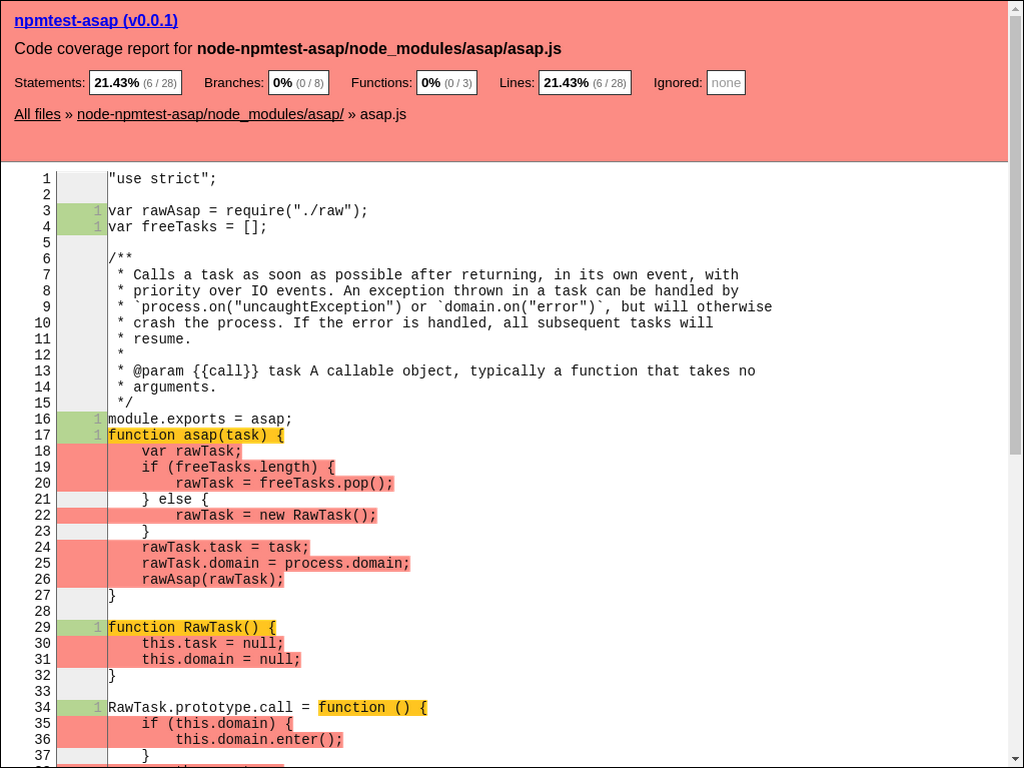 npmtest-asap (v0.0.1)
Code coverage report for node-npmtest-asap/node_modules/asap/asap.js
Statements: 21.43% (6 / 28) Branches: 0% (0 / 8) Functions: 0% (0 / 3) Lines: 21.43% (6 / 28) Ignored: none
All files » node-npmtest-asap/node_modules/asap/ » asap.js
1 "use strict";
2
3 1 var rawAsap = require("./raw");
4 1 var freeTasks = [];
5
6 /**
7  * Calls a task as soon as possible after returning, in its own event, with
8  * priority over IO events. An exception thrown in a task can be handled by
9  * `process.on("uncaughtException") or `domain.on("error")`, but will otherwise
10  * crash the process. If the error is handled, all subsequent tasks will
11  * resume.
12  *
13  * @param {{call}} task A callable object, typically a function that takes no
14  * arguments.
15  */
16 1 module.exports = asap;
17 1 function asap(task) {
18     var rawTask;
19     if (freeTasks.length) {
20         rawTask = freeTasks.pop();
21     } else {
22         rawTask = new RawTask();
23     }
24     rawTask.task = task;
25     rawTask.domain = process.domain;
26     rawAsap(rawTask);
27 }
28
29 1 function RawTask() {
30     this.task = null;
31     this.domain = null;
32 }
33
34 1 RawTask.prototype.call = function () {
35     if (this.domain) {
36         this.domain.enter();
37     }